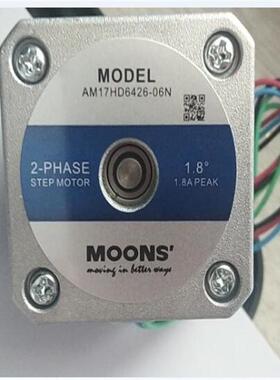 MODEL
AM17HD6426-06N
2-PHASE
STEP MOTOR
1.8°
1.8A PEAK
MOONS'
moving in better ways